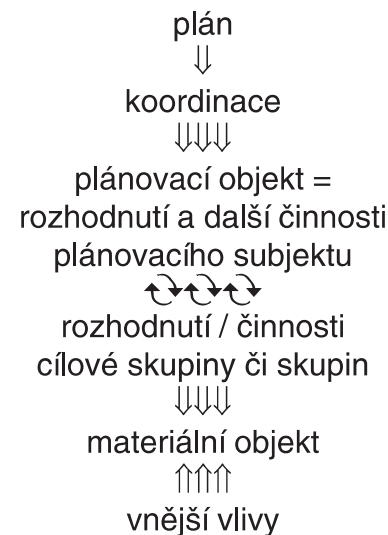 plán
⇓
koordinace
⇓⇓⇓
plánovací objekt =
rozhodnutí a další činnosti
plánovacího subjektu
rozhodnutí / činnosti
cílové skupiny či skupin
⇓⇓⇓
materiální objekt
⇑⇑⇑
vnější vlivy